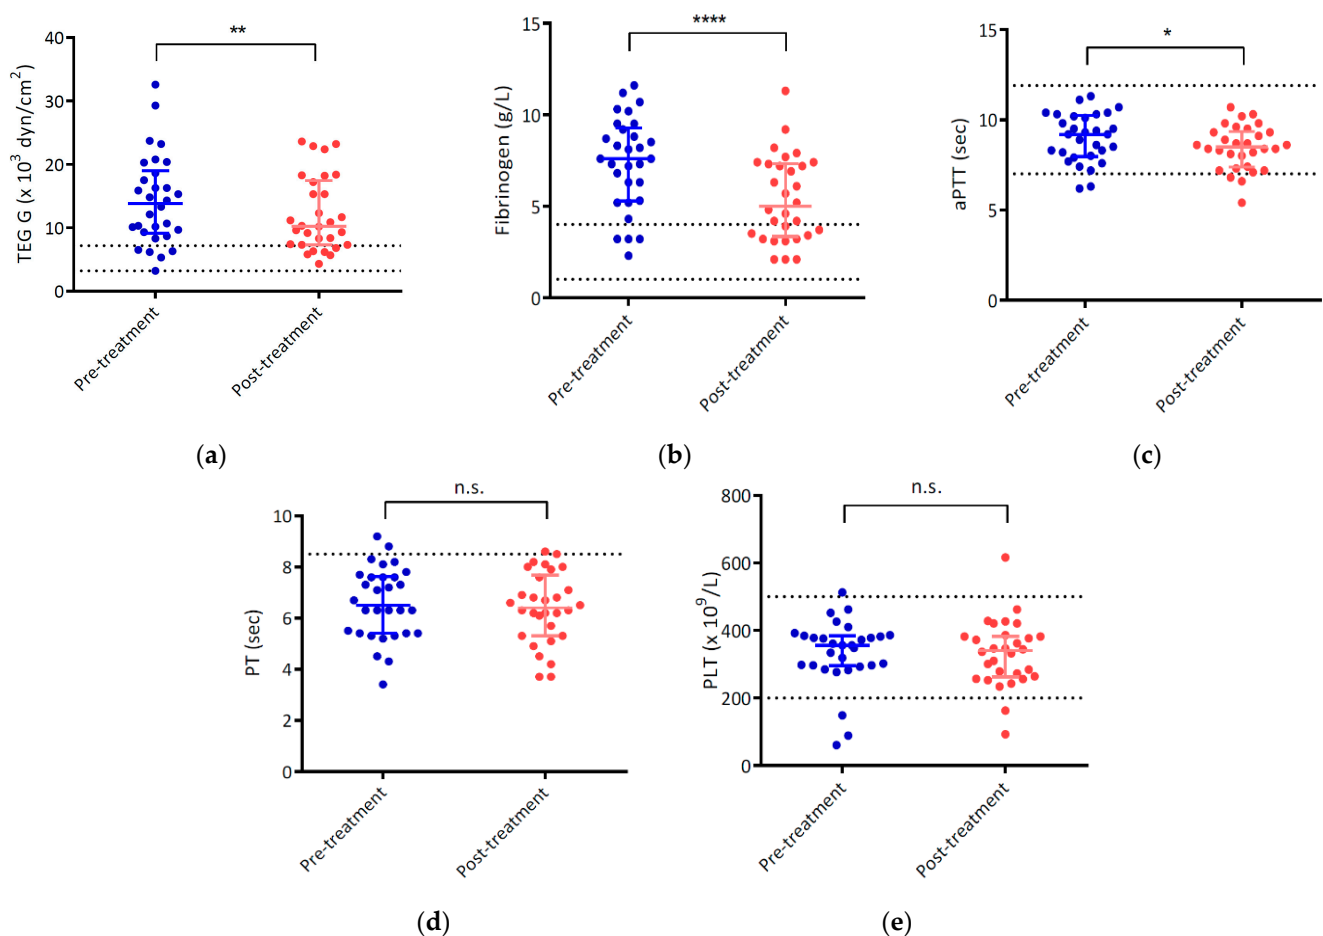 TEG G (x 10³ dyn/cm²)
40
30
20
10
0
**
Pre-treatment
Post-treatment
(a)
Fibrinogen (g/L)
15
10
5
0
****
Pre-treatment
Post-treatment
(b)
aPTT (sec)
15
10
5
0
*
Pre-treatment
Post-treatment
(c)
PT (sec)
10
8
6
4
2
0
n.s.
Pre-treatment
Post-treatment
(d)
PLT (x 10⁹/L)
800
600
400
200
0
n.s.
Pre-treatment
Post-treatment
(e)